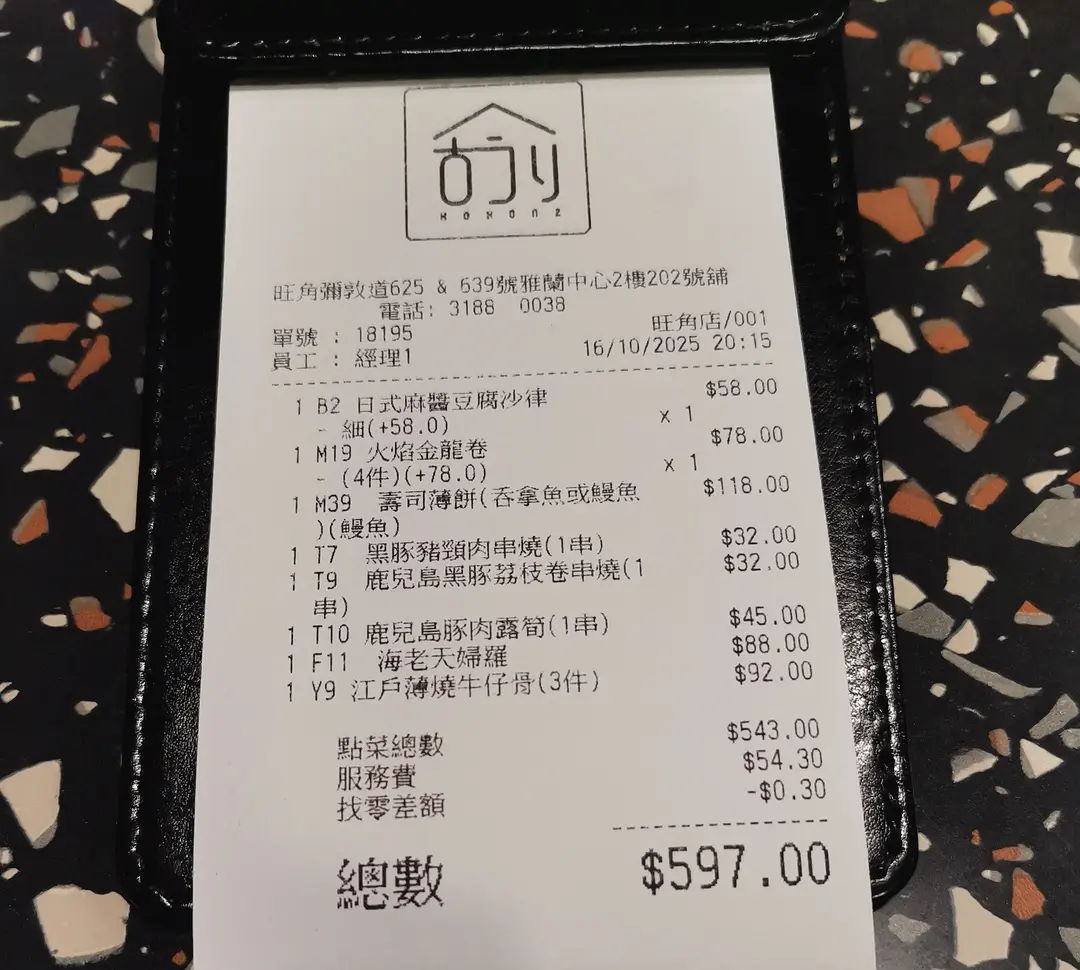 古うり
KOHONZ
旺角彌敦道625 & 639號雅蘭中心2樓202號舖
電話: 3188 0038
單號 : 18195 旺角店/001
員工 : 經理1 16/10/2025 20:15
1 B2 日式麻醬豆腐沙律 $58.00
- 細(+58.0) x 1
1 M19 火焰金龍卷 $78.00
- (4件)(+78.0) x 1
1 M39 壽司薄餅(吞拿魚或鰻魚 $118.00
)(鰻魚)
1 T7 黑豚豬頸肉串燒(1串) $32.00
1 T9 鹿兒島黑豚荔枝卷串燒(1 $32.00
串)
1 T10 鹿兒島豚肉露筍(1串) $45.00
1 F11 海老天婦羅 $88.00
1 Y9 江戶薄燒牛仔骨(3件) $92.00
點菜總數 $543.00
服務費 $54.30
找零差額 -$0.30
總數 $597.00